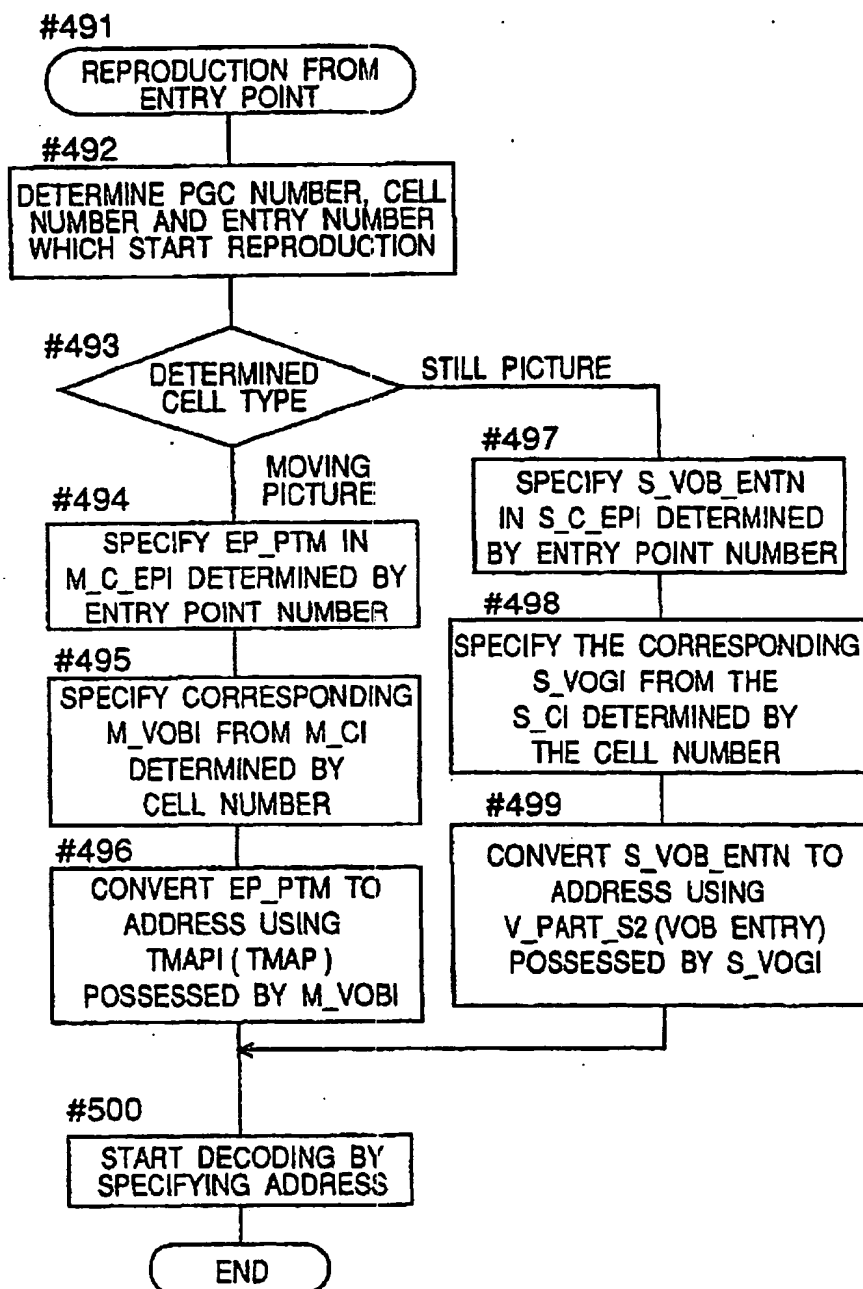 #491
REPRODUCTION FROM
ENTRY POINT
#492
DETERMINE PGC NUMBER, CELL
NUMBER AND ENTRY NUMBER
WHICH START REPRODUCTION
#493
DETERMINED
CELL TYPE
STILL PICTURE
MOVING
PICTURE
#494
SPECIFY EP_PTM IN
M_C_EPI DETERMINED BY
ENTRY POINT NUMBER
#495
SPECIFY CORRESPONDING
M_VOBI FROM M_CI
DETERMINED BY
CELL NUMBER
#496
CONVERT EP_PTM TO
ADDRESS USING
TMAPI (TMAP)
POSSESSED BY M_VOBI
#497
SPECIFY S_VOB_ENTN
IN S_C_EPI DETERMINED
BY ENTRY POINT NUMBER
#498
SPECIFY THE CORRESPONDING
S_VOGI FROM THE
S_CI DETERMINED BY
THE CELL NUMBER
#499
CONVERT S_VOB_ENTN TO
ADDRESS USING
V_PART_S2 (VOB ENTRY)
POSSESSED BY S_VOGI
#500
START DECODING BY
SPECIFYING ADDRESS
END